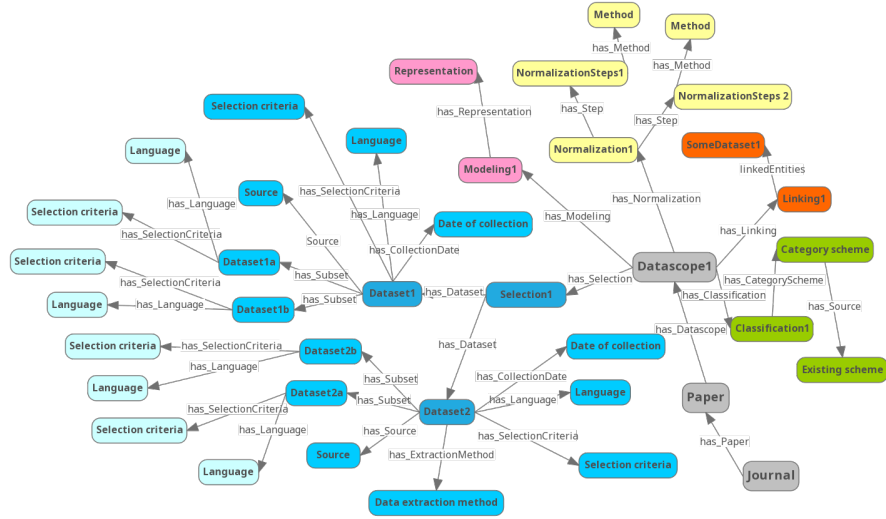 Method
Method
has_Method
has_Method
Representation
NormalizationSteps1
NormalizationSteps 2
Selection criteria
has_Step
has_Step
has_Representation
Language
Language
Normalization1
SomeDataset1
linkedEntities
Modeling1
Source
has_SelectionCriteria
has_Normalization
Linking1
has_Language
has_Language
has_Modeling
Selection criteria
Date of collection
has_Linking
has_SelectionCriteria
Source
has_CollectionDate
Category scheme
Selection criteria
Dataset1a
Datascope1
has_Subset
has_Selection
has_CategoryScheme
has_SelectionCriteria
Dataset1
has_Dataset
Selection1
has_Classification
has_Subset
Language
has_Language
Dataset1b
has_Source
has_Datascope
Classification1
Selection criteria
has_SelectionCriteria
Dataset2b
has_Dataset
Date of collection
has_Language
Existing scheme
has_CollectionDate
has_Subset
Language
Dataset2a
has_Subset
has_Language
Language
Paper
has_SelectionCriteria
Dataset2
Selection criteria
has_Language
has_Source
has_SelectionCriteria
has_Paper
Source
has_ExtractionMethod
Language
Selection criteria
Journal
Data extraction method